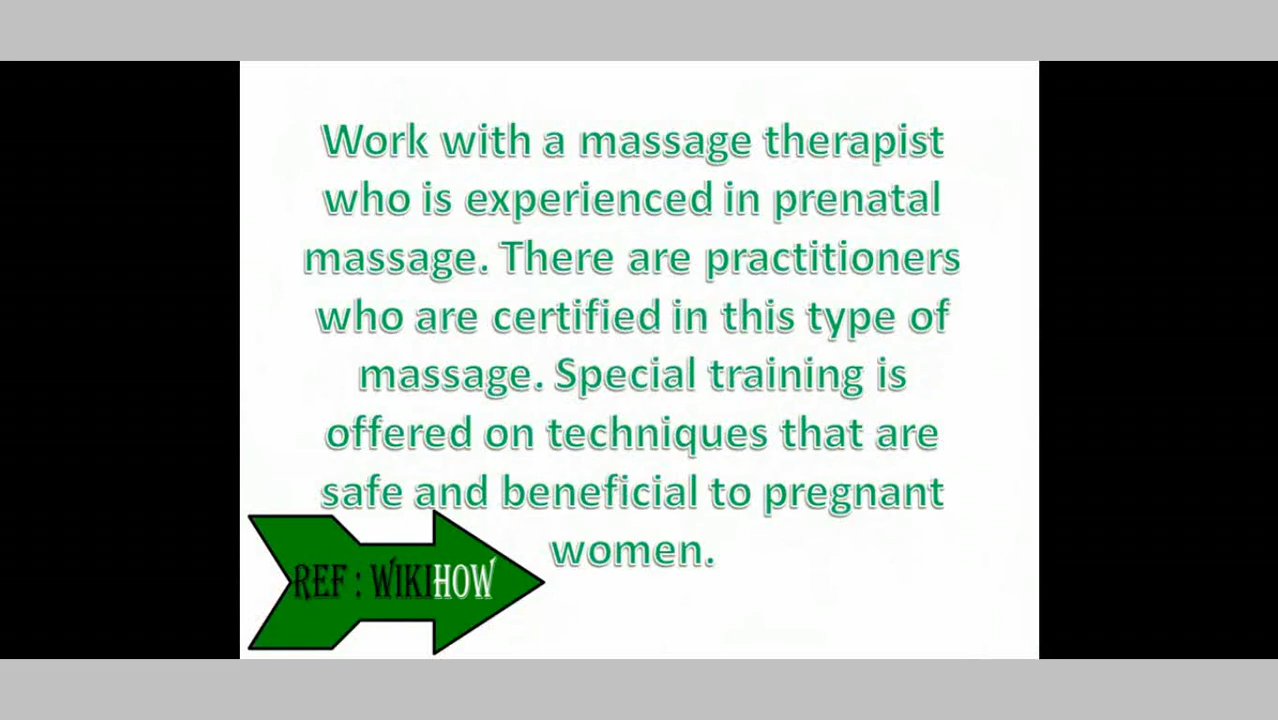 Work with a massage therapist
who is experienced in prenatal
massage. There are practitioners
who are certified in this type of
massage. Special training is
offered on techniques that are
safe and beneficial to pregnant
women.
REF : WIKIHOW